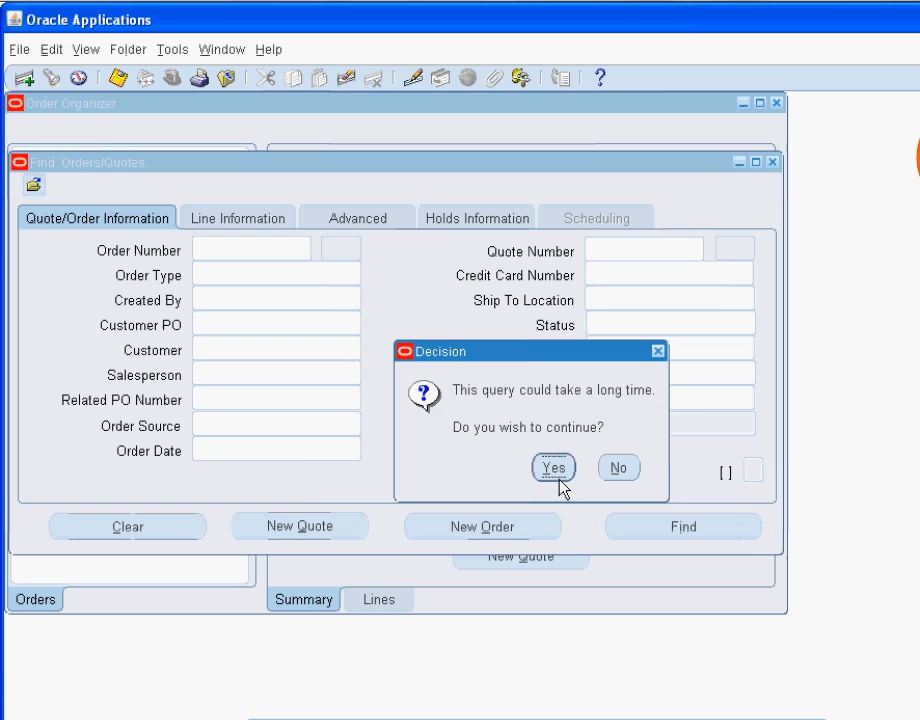 Oracle Applications
File Edit View Folder Tools Window Help
Order Organizer
Find Orders/Quotes
Quote/Order Information Line Information Advanced Holds Information Scheduling
Order Number Quote Number
Order Type Credit Card Number
Created By Ship To Location
Customer PO Status
Customer
Salesperson
Related PO Number
Order Source
Order Date
Decision
This query could take a long time.
Do you wish to continue?
Yes No
[ ]
Clear New Quote New Order Find
New Quote
Orders Summary Lines